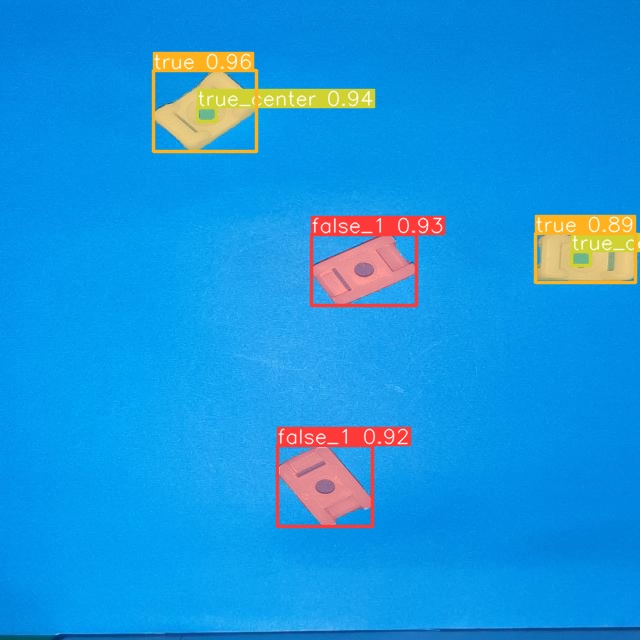 true 0.96
true_center 0.94
false_1 0.93
true 0.89
false_1 0.92